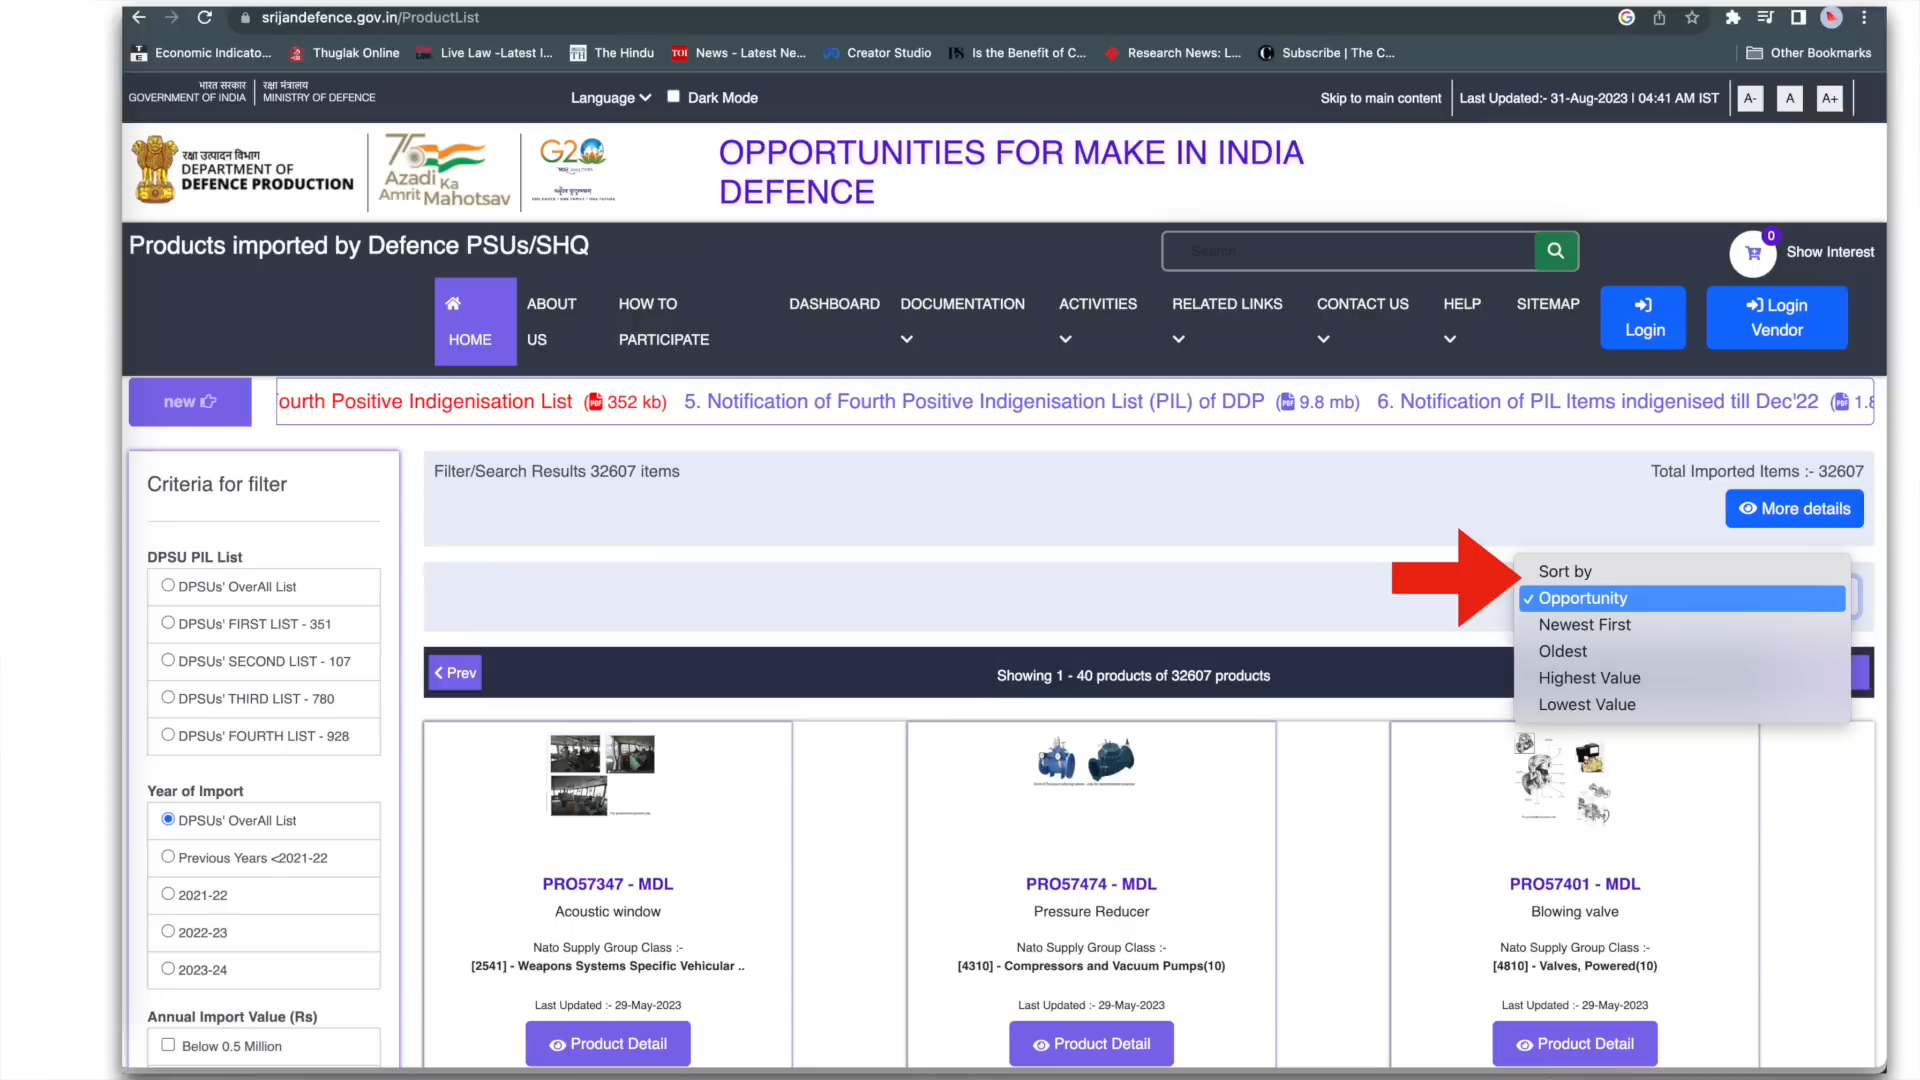 srijandefence.gov.in/ProductList
Economic Indicato... Thuglak Online Live Law -Latest I... The Hindu News - Latest Ne... Creator Studio Is the Benefit of C... Research News: L... Subscribe | The C... Other Bookmarks
भारत सरकार
GOVERNMENT OF INDIA
रक्षा मंत्रालय
MINISTRY OF DEFENCE
Language
Dark Mode
Skip to main content
Last Updated:- 31-Aug-2023 I 04:41 AM IST
A- A A+
रक्षा उत्पादन विभाग
DEPARTMENT OF
DEFENCE PRODUCTION
75
Azadi Ka
Amrit Mahotsav
G20
OPPORTUNITIES FOR MAKE IN INDIA
DEFENCE
Products imported by Defence PSUs/SHQ
Search
0
Show Interest
HOME
ABOUT
US
HOW TO
PARTICIPATE
DASHBOARD
DOCUMENTATION
ACTIVITIES
RELATED LINKS
CONTACT US
HELP
SITEMAP
Login
Login
Vendor
new
ourth Positive Indigenisation List (PDF 352 kb) 5. Notification of Fourth Positive Indigenisation List (PIL) of DDP (PDF 9.8 mb) 6. Notification of PIL Items indigenised till Dec'22 (PDF 1.8
Criteria for filter
DPSU PIL List
DPSUs' OverAll List
DPSUs' FIRST LIST - 351
DPSUs' SECOND LIST - 107
DPSUs' THIRD LIST - 780
DPSUs' FOURTH LIST - 928
Year of Import
DPSUs' OverAll List
Previous Years <2021-22
2021-22
2022-23
2023-24
Annual Import Value (Rs)
Below 0.5 Million
Filter/Search Results 32607 items
Total Imported Items :- 32607
More details
Sort by
Opportunity
Newest First
Oldest
Highest Value
Lowest Value
Prev
Showing 1 - 40 products of 32607 products
PRO57347 - MDL
Acoustic window
Nato Supply Group Class :-
[2541] - Weapons Systems Specific Vehicular ..
Last Updated :- 29-May-2023
Product Detail
PRO57474 - MDL
Pressure Reducer
Nato Supply Group Class :-
[4310] - Compressors and Vacuum Pumps(10)
Last Updated :- 29-May-2023
Product Detail
PRO57401 - MDL
Blowing valve
Nato Supply Group Class :-
[4810] - Valves, Powered(10)
Last Updated :- 29-May-2023
Product Detail